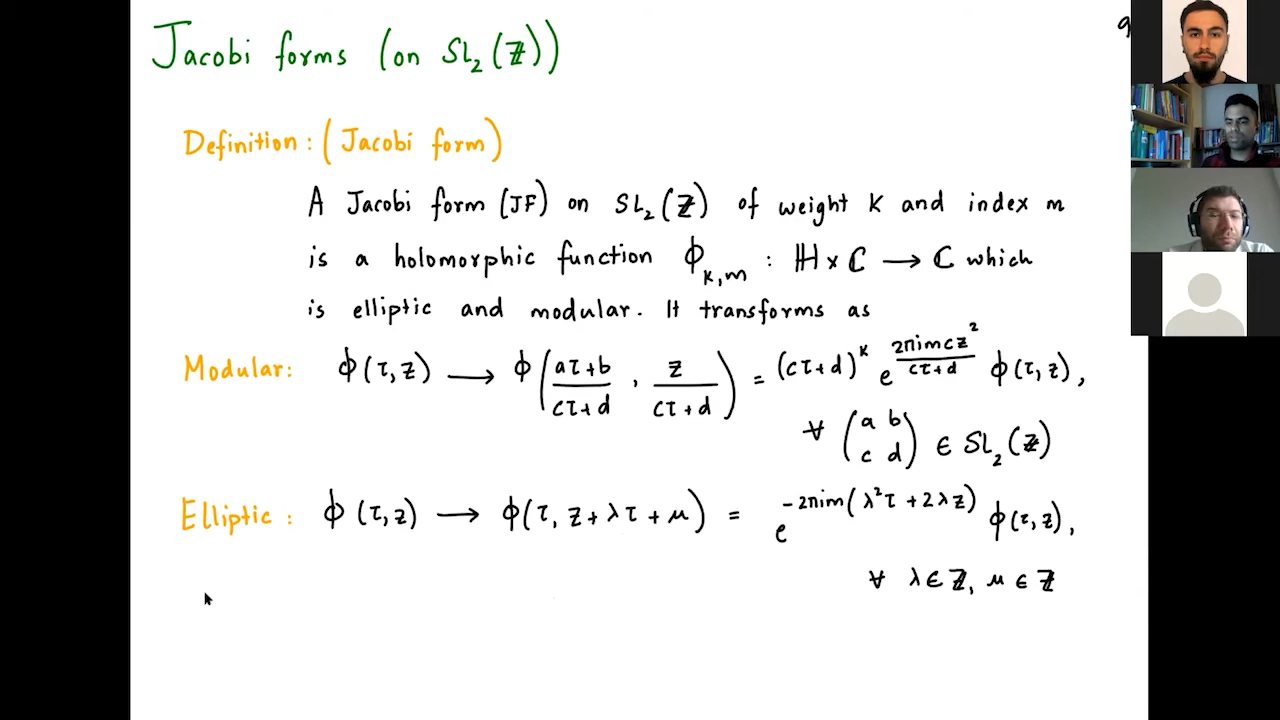 Jacobi forms (on SL₂(ℤ))
9
Definition: (Jacobi form)
A Jacobi form (JF) on SL₂(ℤ) of weight k and index m
is a holomorphic function ϕ_{k,m} : ℍ × ℂ ⟶ ℂ which
is elliptic and modular. It transforms as
Modular: ϕ(τ,z) ⟶ ϕ((aτ+b)/(cτ+d), z/(cτ+d)) = (cτ+d)^k e^{2πimcz²/(cτ+d)} ϕ(τ,z),
∀ (a b
c d) ∈ SL₂(ℤ)
Elliptic: ϕ(τ,z) ⟶ ϕ(τ, z+λτ+μ) = e^{-2πim(λ²τ + 2λz)} ϕ(τ,z),
∀ λ∈ℤ, μ∈ℤ